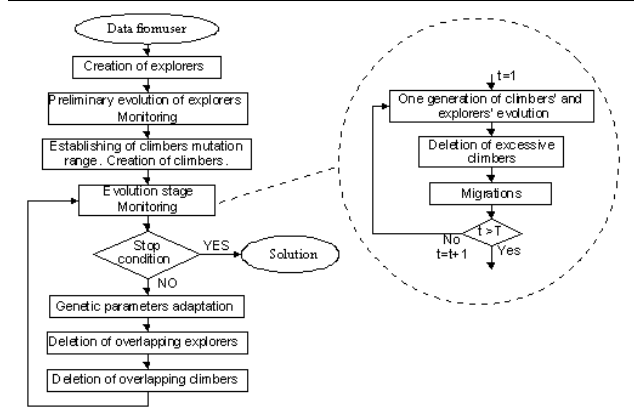 Data from user
Creation of explorers
Preliminary evolution of explorers
Monitoring
Establishing of climbers mutation
range. Creation of climbers.
Evolution stage
Monitoring
Stop
condition
YES
Solution
NO
Genetic parameters adaptation
Deletion of overlapping explorers
Deletion of overlapping climbers
t=1
One generation of climbers' and
explorers' evolution
Deletion of excessive
climbers
Migrations
t >T
No
t=t+1
Yes